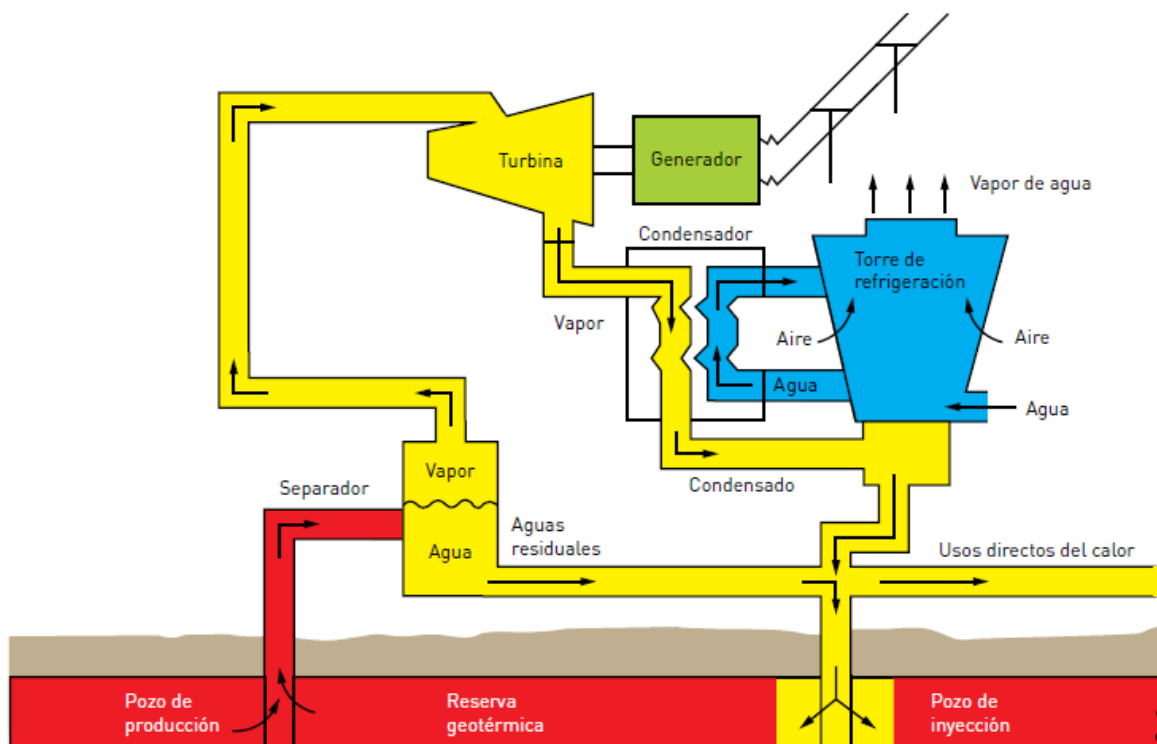 Turbina
Generador
Vapor de agua
Condensador
Torre de
refrigeración
Vapor
Aire
Aire
Agua
Agua
Vapor
Separador
Condensado
Agua
Aguas
residuales
Usos directos del calor
Pozo de
producción
Reserva
geotérmica
Pozo de
inyección